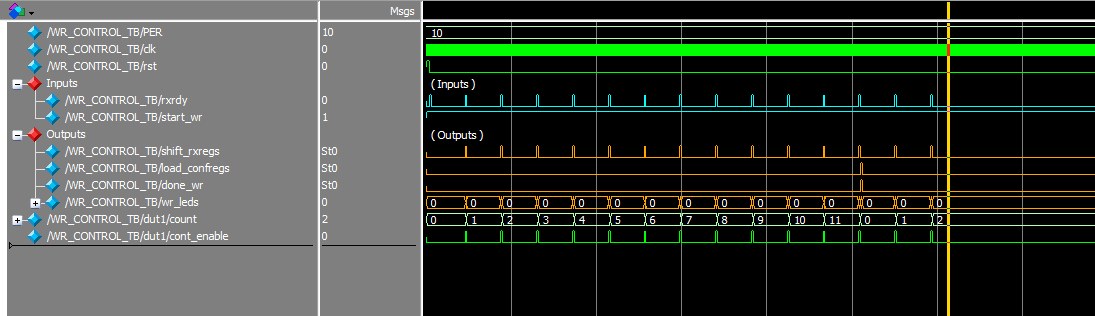 Msgs
/WR_CONTROL_TB/PER 10 10
/WR_CONTROL_TB/clk 0
/WR_CONTROL_TB/rst 0
Inputs ( Inputs )
/WR_CONTROL_TB/rxrdy 0
/WR_CONTROL_TB/start_wr 1
Outputs ( Outputs )
/WR_CONTROL_TB/shift_rxregs St0
/WR_CONTROL_TB/load_confregs St0
/WR_CONTROL_TB/done_wr St0
/WR_CONTROL_TB/wr_leds 0 0 0 0 0 0 0 0 0 0 0 0 0 0 0 0
/WR_CONTROL_TB/dut1/count 2 0 1 2 3 4 5 6 7 8 9 10 11 0 1 2
/WR_CONTROL_TB/dut1/cont_enable 0